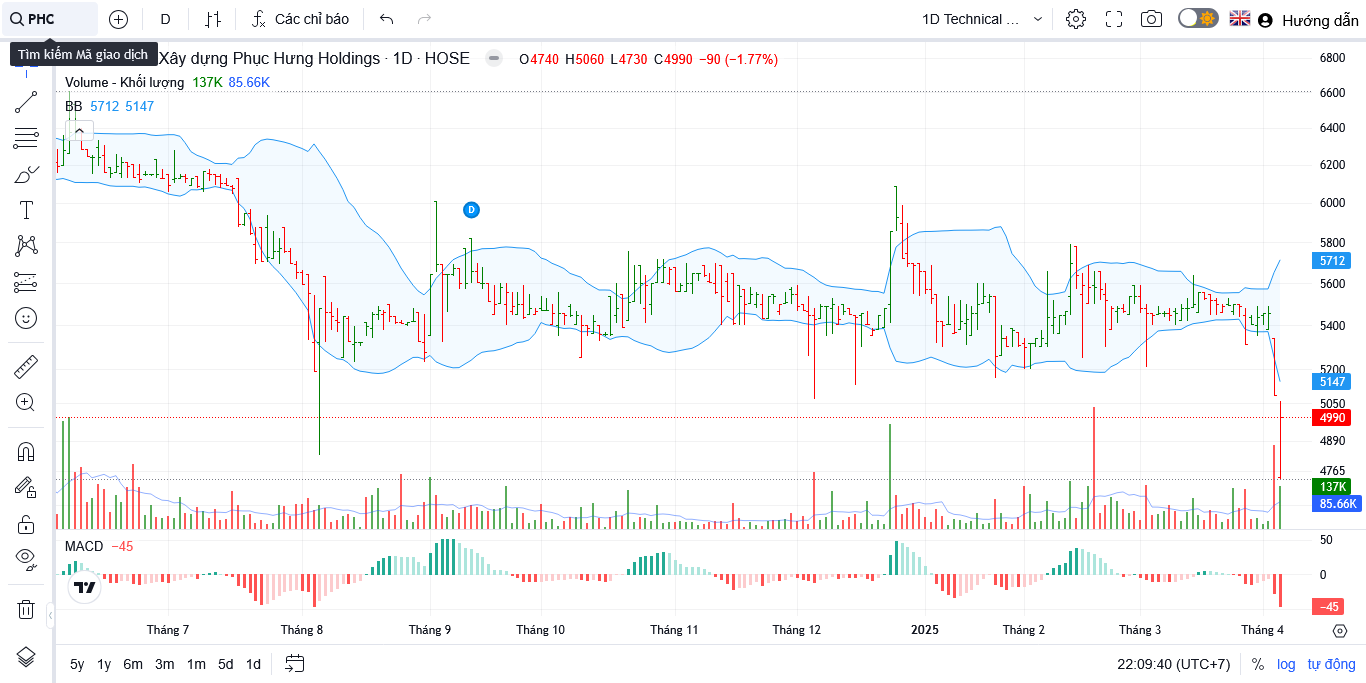 PHC D Các chỉ báo 1D Technical ... Hướng dẫn
Tìm kiếm Mã giao dịch
Xây dựng Phục Hưng Holdings · 1D · HOSE O4740 H5060 L4730 C4990 −90 (−1.77%)
Volume - Khối lượng 137K 85.66K
BB 5712 5147
D
6800
6600
6400
6200
6000
5800
5712
5600
5400
5200
5147
5050
4990
4890
4765
137K
85.66K
MACD −45
50
0
−45
Tháng 7 Tháng 8 Tháng 9 Tháng 10 Tháng 11 Tháng 12 2025 Tháng 2 Tháng 3 Tháng 4
5y 1y 6m 3m 1m 5d 1d 22:09:40 (UTC+7) % log tự động